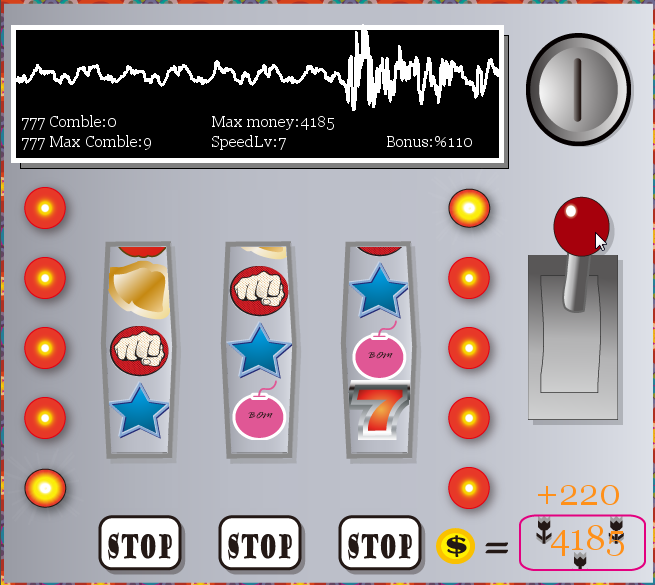 777 Comble:0
Max money:4185
777 Max Comble:9
SpeedLv:7
Bonus:%110
BOM
BOM
7
+220
STOP
STOP
STOP
$ = 4185